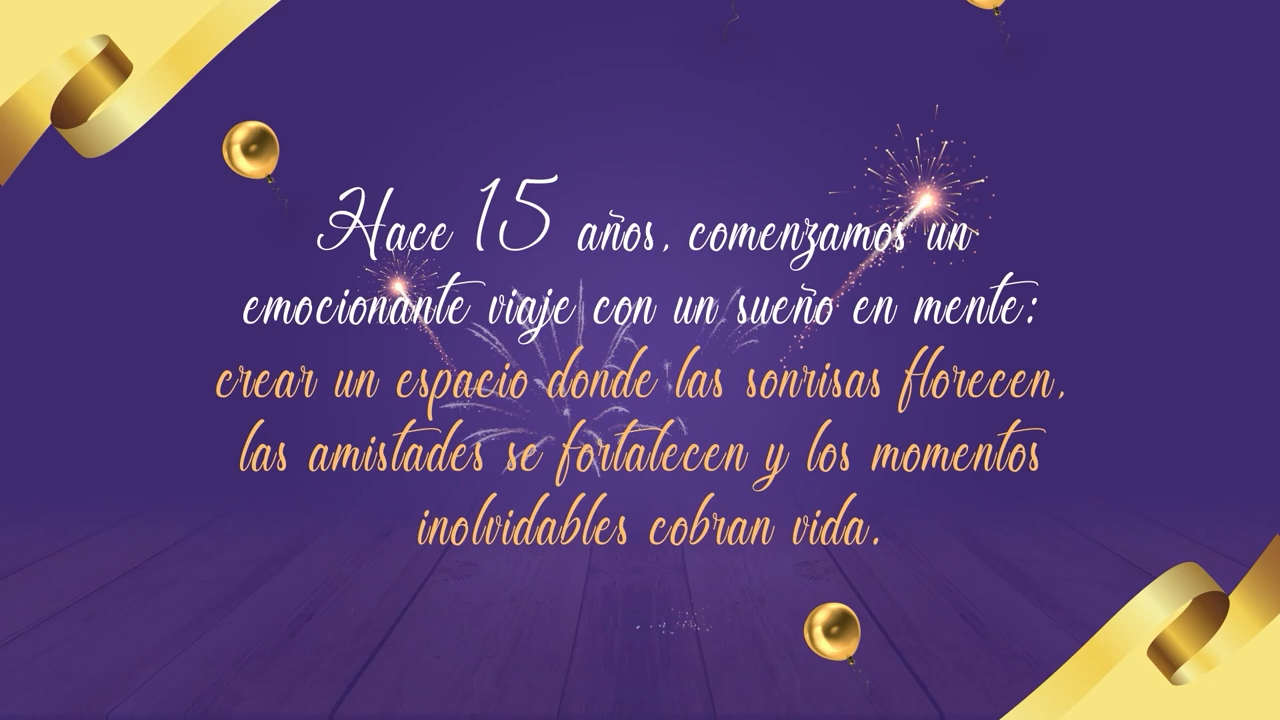 Hace 15 años, comenzamos un
emocionante viaje con un sueño en mente:
crear un espacio donde las sonrisas florecen,
las amistades se fortalecen y los momentos
inolvidables cobran vida.